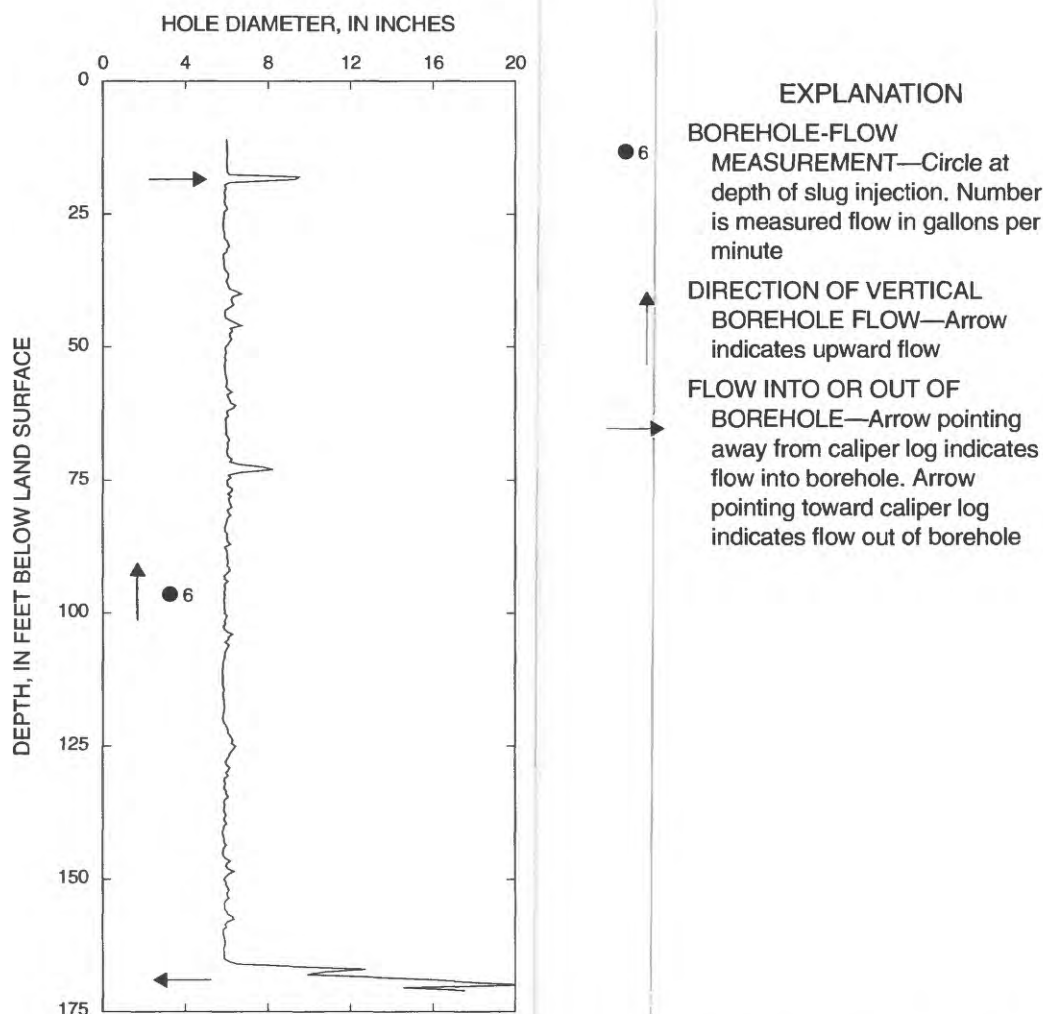 HOLE DIAMETER, IN INCHES
0 4 8 12 16 20
DEPTH, IN FEET BELOW LAND SURFACE
0
25
50
75
100
125
150
175
6
EXPLANATION
6
BOREHOLE-FLOW
MEASUREMENT—Circle at
depth of slug injection. Number
is measured flow in gallons per
minute
DIRECTION OF VERTICAL
BOREHOLE FLOW—Arrow
indicates upward flow
FLOW INTO OR OUT OF
BOREHOLE—Arrow pointing
away from caliper log indicates
flow into borehole. Arrow
pointing toward caliper log
indicates flow out of borehole